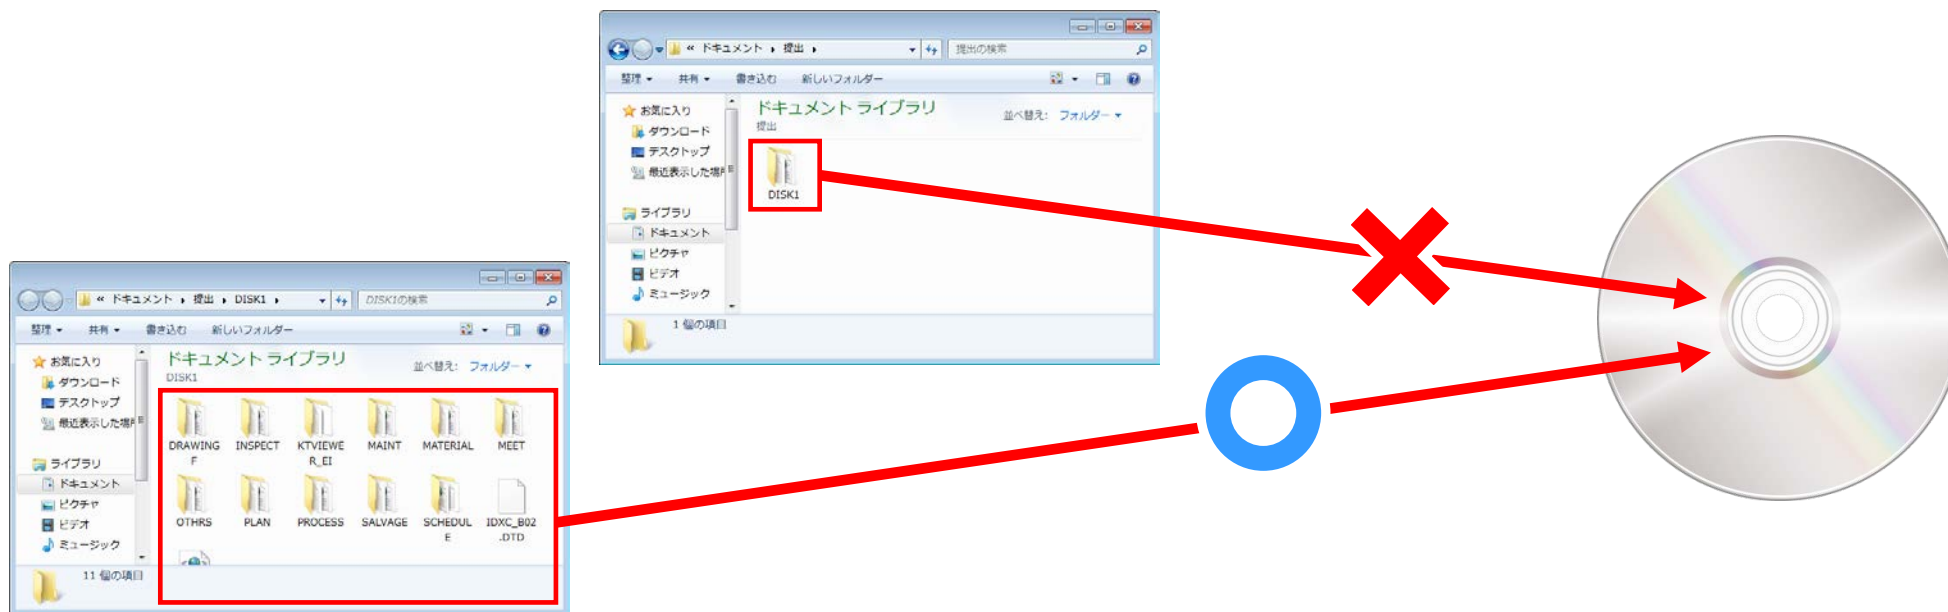 « ドキュメント ▸ 提出 ▸
提出の検索
整理 共有 書き込む 新しいフォルダー
お気に入り
ダウンロード
デスクトップ
最近表示した場所
ライブラリ
ドキュメント
ピクチャ
ビデオ
ミュージック
ドキュメント ライブラリ
提出
並べ替え: フォルダー
DISK1
1 個の項目
« ドキュメント ▸ 提出 ▸ DISK1 ▸
DISK1の検索
整理 共有 書き込む 新しいフォルダー
お気に入り
ダウンロード
デスクトップ
最近表示した場所
ライブラリ
ドキュメント
ピクチャ
ビデオ
ミュージック
ドキュメント ライブラリ
DISK1
並べ替え: フォルダー
DRAWING
F
INSPECT
KTVIEWE
R_EI
MAINT
MATERIAL
MEET
OTHRS
PLAN
PROCESS
SALVAGE
SCHEDUL
E
IDXC_B02
.DTD
11 個の項目